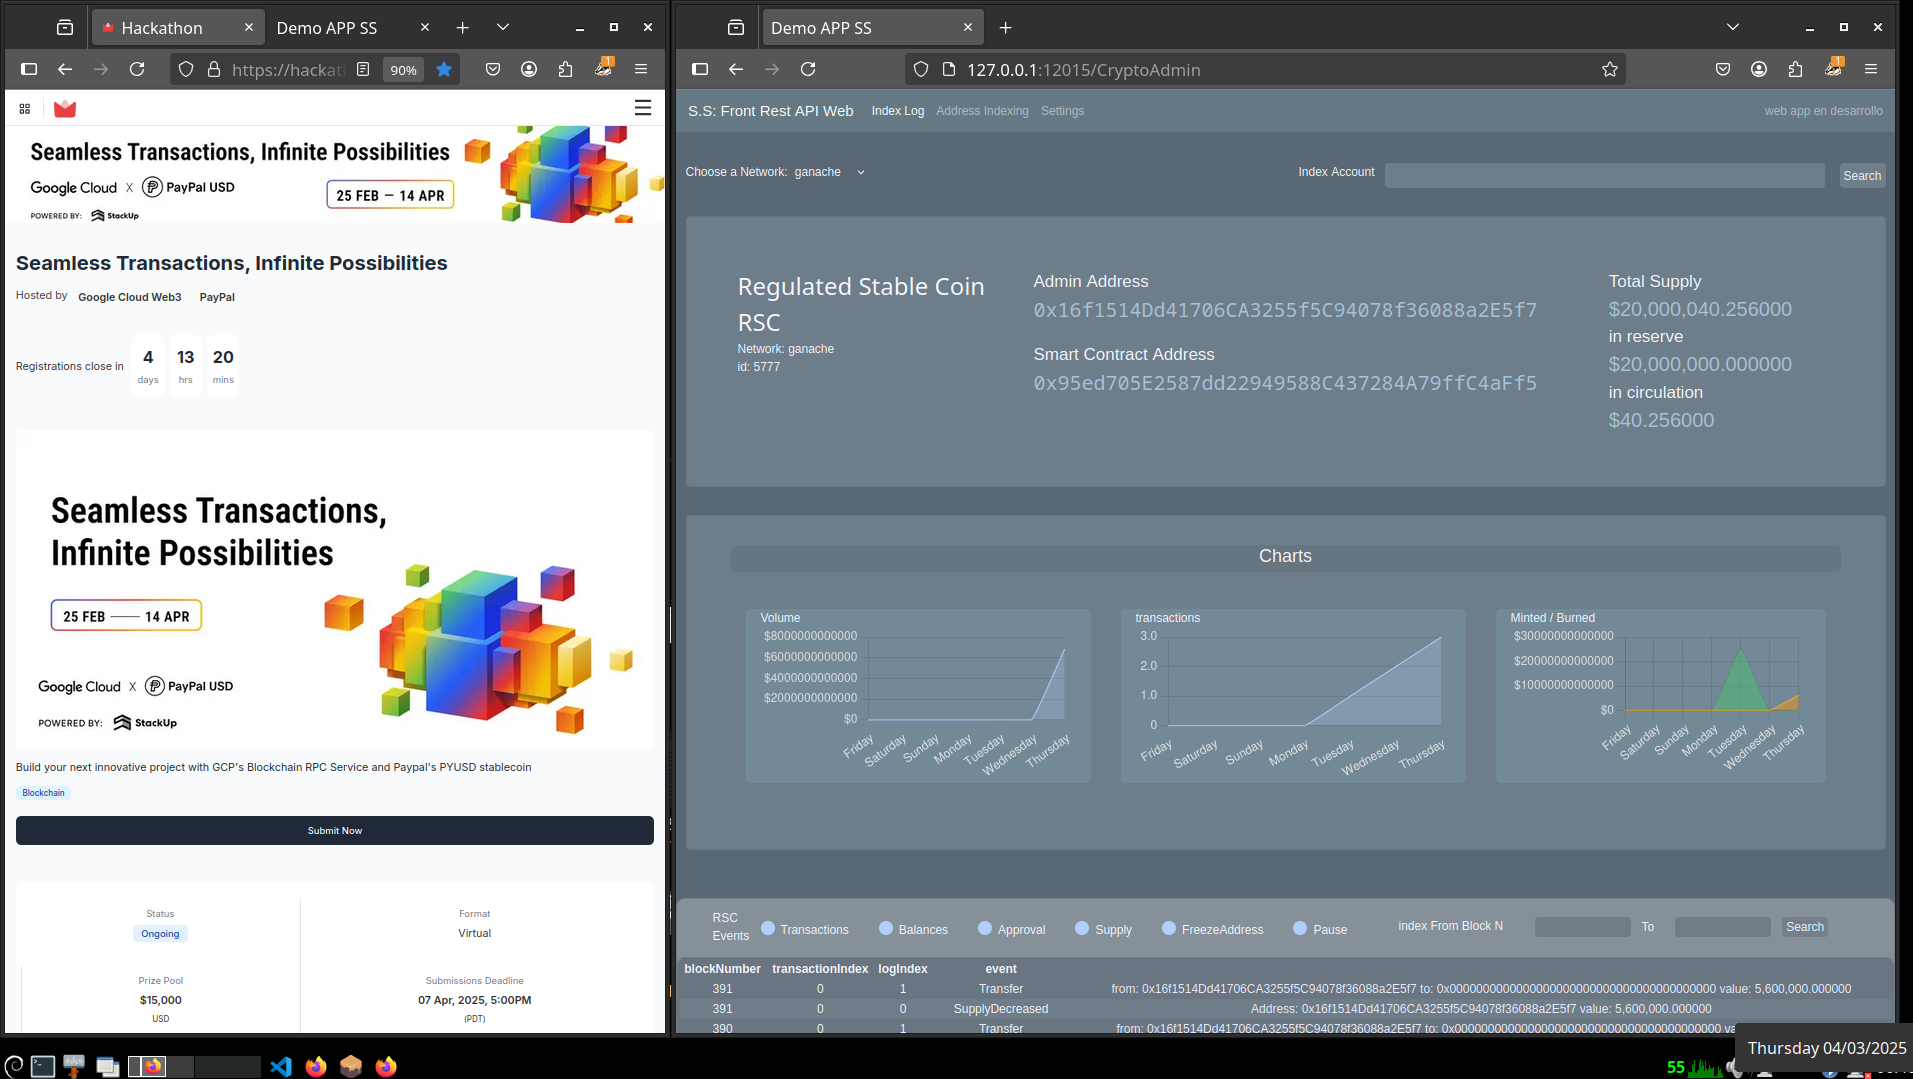 Hackathon
Demo APP SS
90%
1
Seamless Transactions, Infinite Possibilities
Google Cloud X PayPal USD
25 FEB — 14 APR
POWERED BY: StackUp
Seamless Transactions, Infinite Possibilities
Hosted by Google Cloud Web3 PayPal
Registrations close in
4 days
13 hrs
20 mins
Seamless Transactions,
Infinite Possibilities
25 FEB — 14 APR
Google Cloud X PayPal USD
POWERED BY: StackUp
Build your next innovative project with GCP's Blockchain RPC Service and Paypal's PYUSD stablecoin
Blockchain
Submit Now
Status
Ongoing
Format
Virtual
Prize Pool
$15,000
USD
Submissions Deadline
07 Apr, 2025, 5:00PM
(PDT)
Demo APP SS
127.0.0.1:12015/CryptoAdmin
1
S.S: Front Rest API Web Index Log Address Indexing Settings web app en desarrollo
Choose a Network: ganache
Index Account Search
Regulated Stable Coin
RSC
Network: ganache
id: 5777
Admin Address
0x16f1514Dd41706CA3255f5C94078f36088a2E5f7
Smart Contract Address
0x95ed705E2587dd22949588C437284A79ffC4aFf5
Total Supply
$20,000,040.256000
in reserve
$20,000,000.000000
in circulation
$40.256000
Charts
Volume
$8000000000000
$6000000000000
$4000000000000
$2000000000000
$0
Friday Saturday Sunday Monday Tuesday Wednesday Thursday
transactions
3.0
2.0
1.0
0
Friday Saturday Sunday Monday Tuesday Wednesday Thursday
Minted / Burned
$30000000000000
$20000000000000
$10000000000000
$0
Friday Saturday Sunday Monday Tuesday Wednesday Thursday
RSC
Events Transactions Balances Approval Supply FreezeAddress Pause index From Block N To Search
blockNumber transactionIndex logIndex event
391 0 1 Transfer from: 0x16f1514Dd41706CA3255f5C94078f36088a2E5f7 to: 0x0000000000000000000000000000000000000000 value: 5,600,000.000000
391 0 0 SupplyDecreased Address: 0x16f1514Dd41706CA3255f5C94078f36088a2E5f7 value: 5,600,000.000000
390 0 1 Transfer from: 0x16f1514Dd41706CA3255f5C94078f36088a2E5f7 to: 0x0000000000000000000000000000000000000000
Thursday 04/03/2025
55